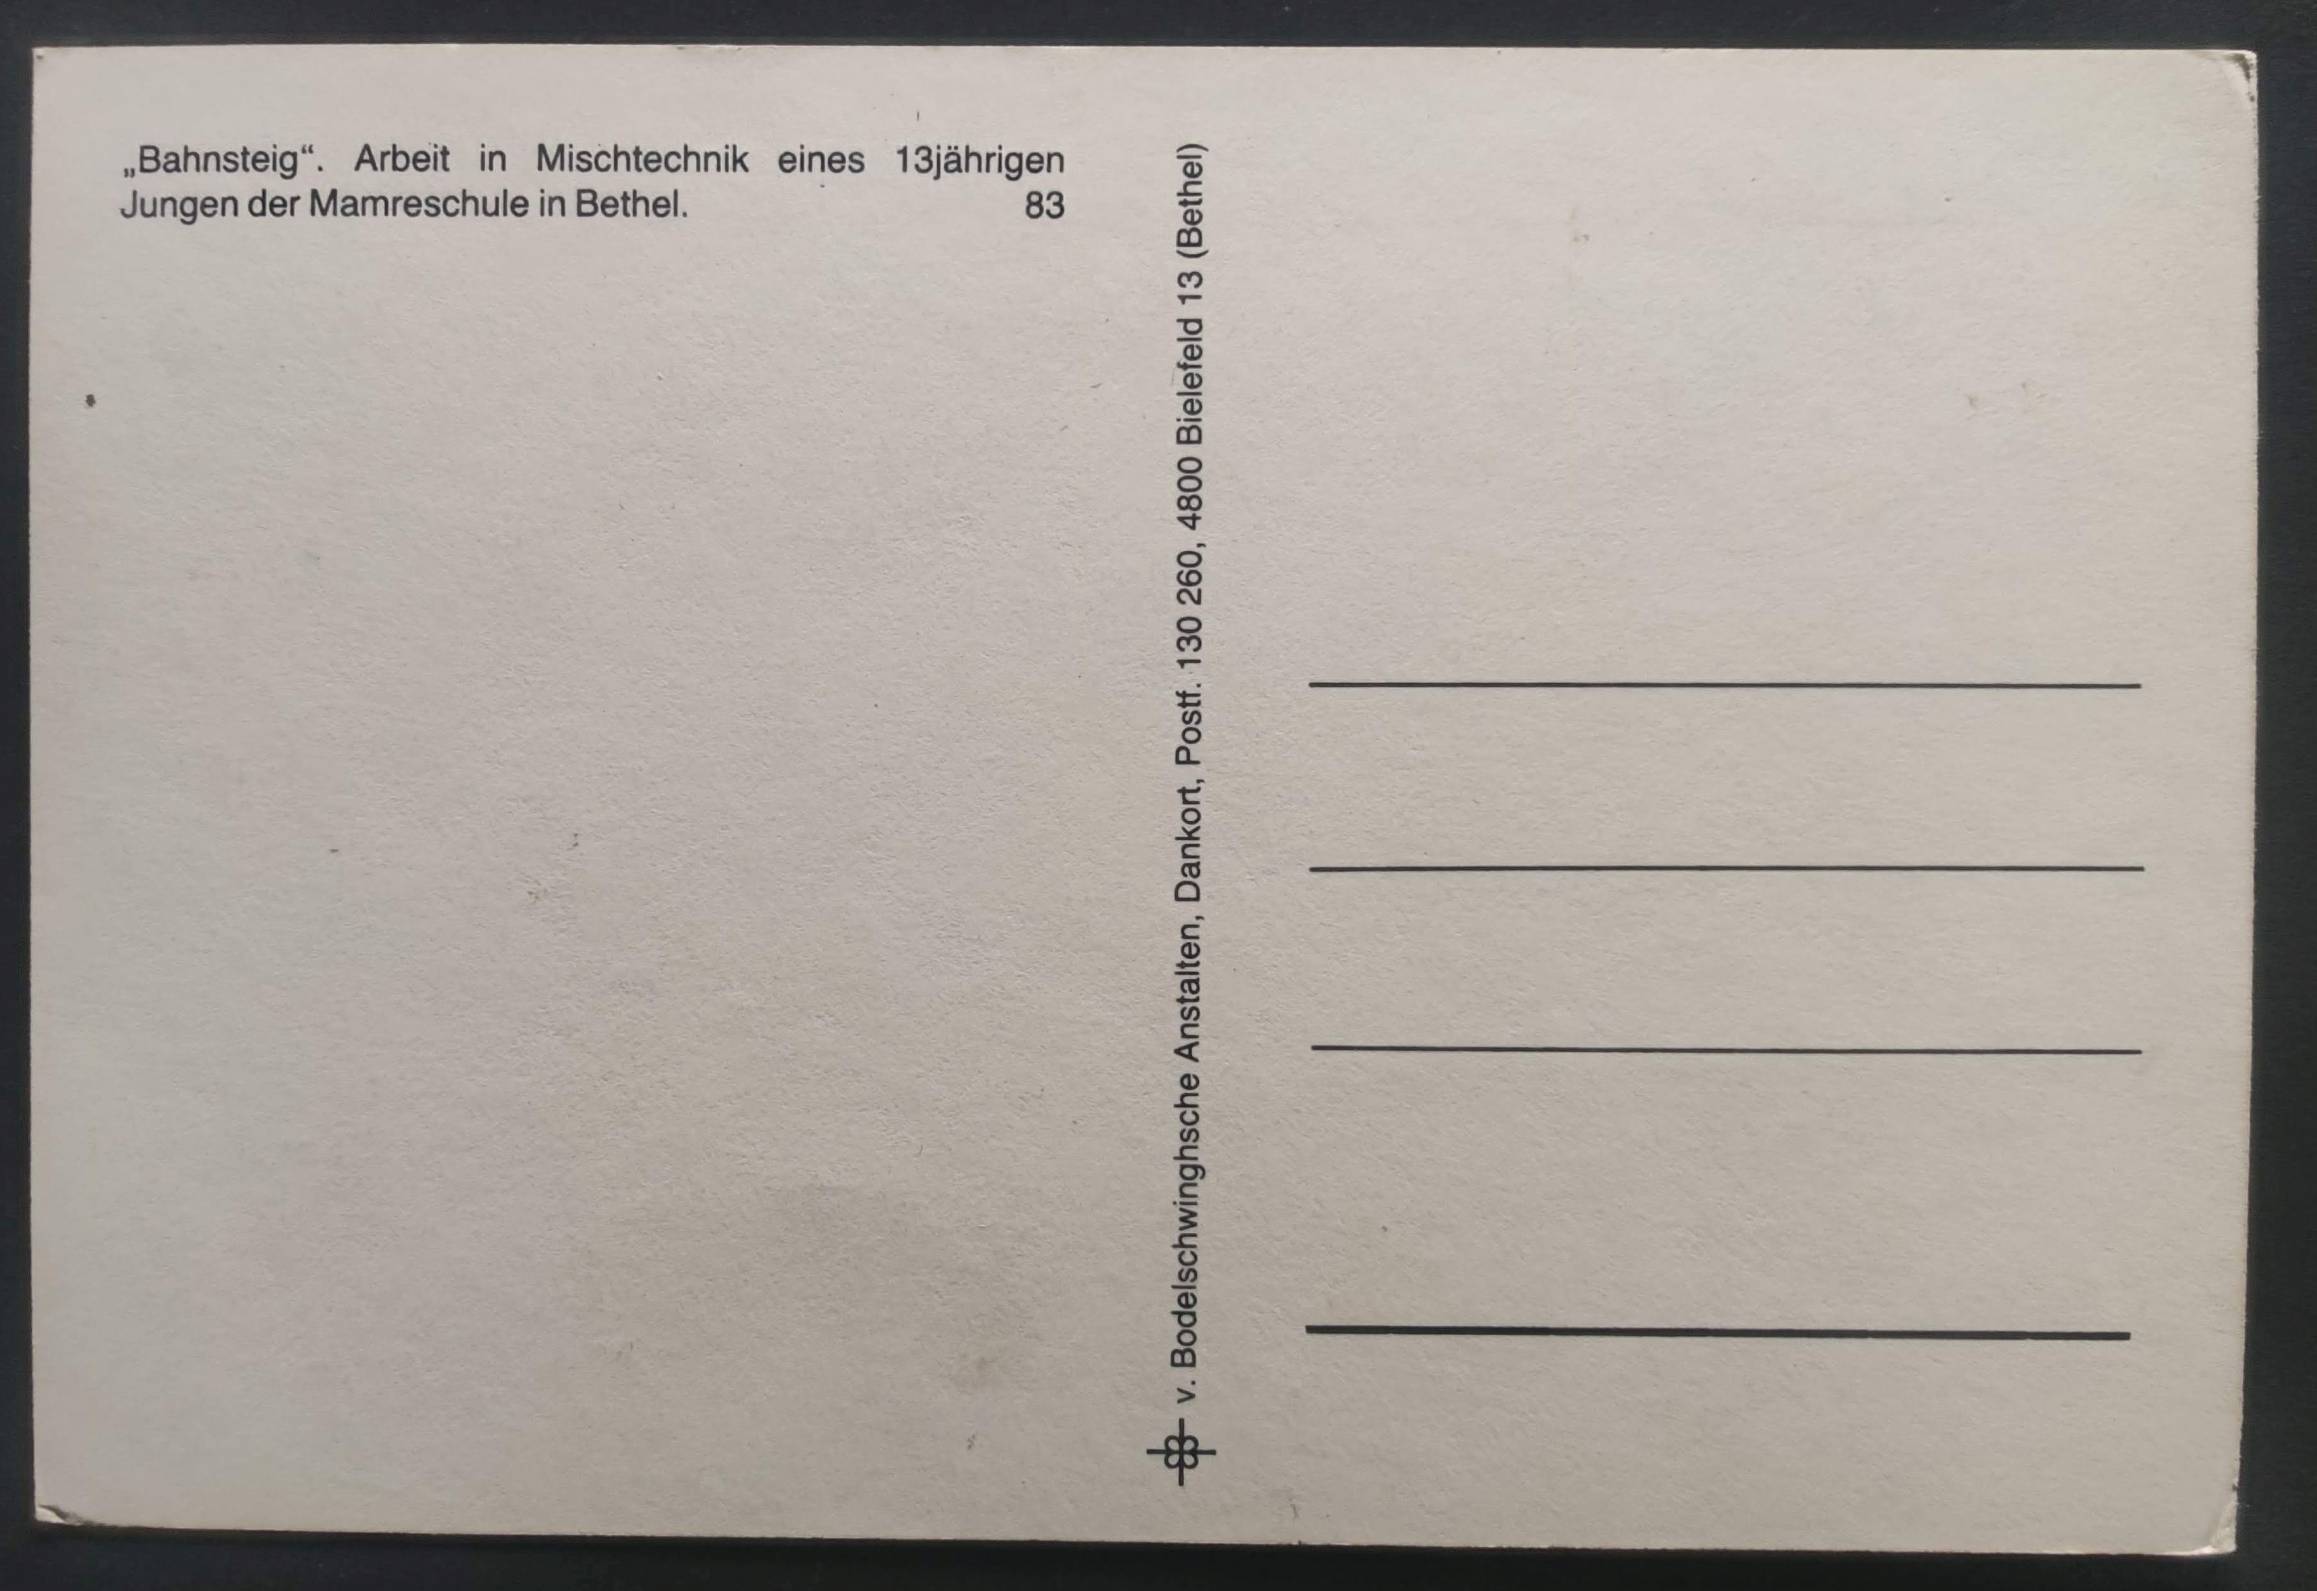 „Bahnsteig“. Arbeit in Mischtechnik eines 13jährigen
Jungen der Mamreschule in Bethel. 83
v. Bodelschwinghsche Anstalten, Dankort, Postf. 130 260, 4800 Bielefeld 13 (Bethel)